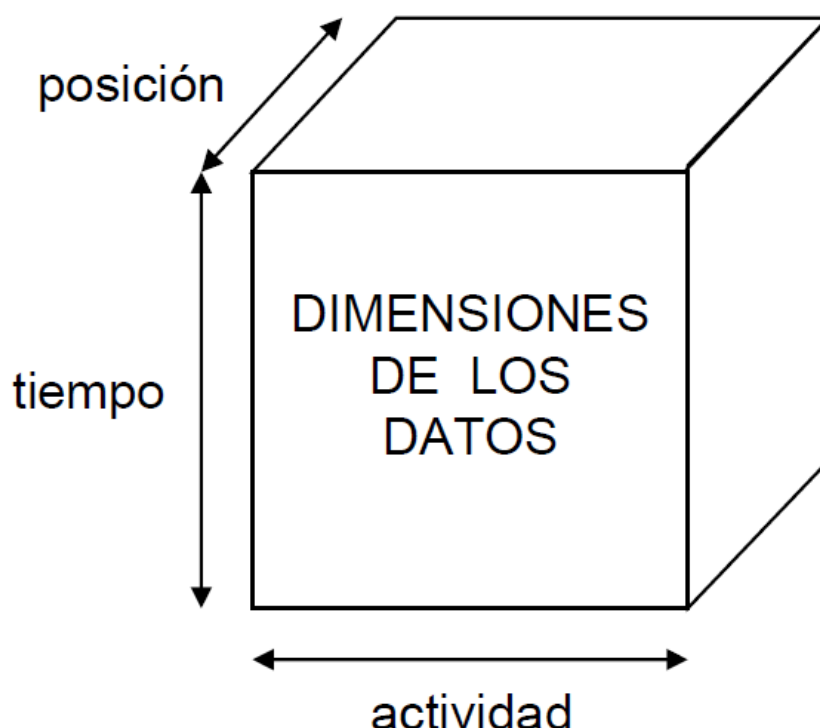 posición
tiempo
DIMENSIONES
DE LOS
DATOS
actividad